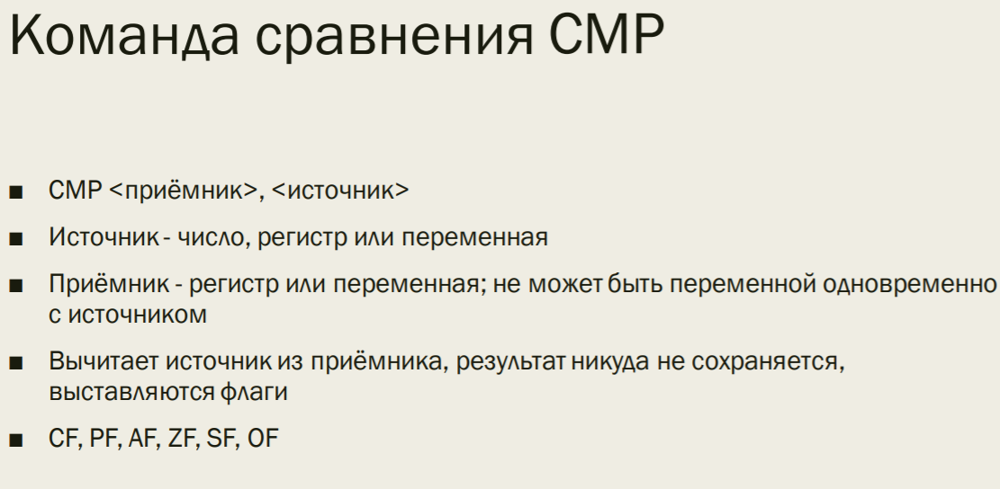 Команда сравнения CMP
■ CMP <приёмник>, <источник>
■ Источник - число, регистр или переменная
■ Приёмник - регистр или переменная; не может быть переменной одновременно
с источником
■ Вычитает источник из приёмника, результат никуда не сохраняется,
выставляются флаги
■ CF, PF, AF, ZF, SF, OF